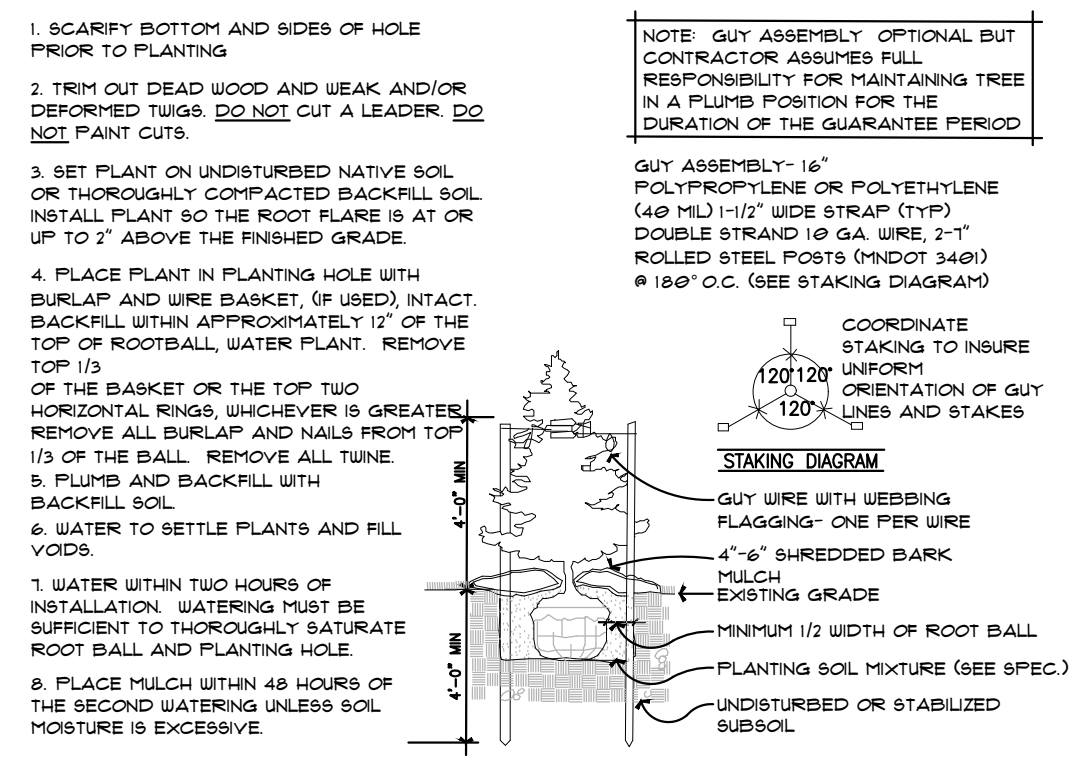 1. SCARIFY BOTTOM AND SIDES OF HOLE
PRIOR TO PLANTING
2. TRIM OUT DEAD WOOD AND WEAK AND/OR
DEFORMED TWIGS. DO NOT CUT A LEADER. DO
NOT PAINT CUTS.
3. SET PLANT ON UNDISTURBED NATIVE SOIL
OR THOROUGHLY COMPACTED BACKFILL SOIL.
INSTALL PLANT SO THE ROOT FLARE IS AT OR
UP TO 2" ABOVE THE FINISHED GRADE.
4. PLACE PLANT IN PLANTING HOLE WITH
BURLAP AND WIRE BASKET, (IF USED), INTACT.
BACKFILL WITHIN APPROXIMATELY 12" OF THE
TOP OF ROOTBALL, WATER PLANT. REMOVE
TOP 1/3
OF THE BASKET OR THE TOP TWO
HORIZONTAL RINGS, WHICHEVER IS GREATER.
REMOVE ALL BURLAP AND NAILS FROM TOP
1/3 OF THE BALL. REMOVE ALL TWINE.
5. PLUMB AND BACKFILL WITH
BACKFILL SOIL.
6. WATER TO SETTLE PLANTS AND FILL
VOIDS.
7. WATER WITHIN TWO HOURS OF
INSTALLATION. WATERING MUST BE
SUFFICIENT TO THOROUGHLY SATURATE
ROOT BALL AND PLANTING HOLE.
8. PLACE MULCH WITHIN 48 HOURS OF
THE SECOND WATERING UNLESS SOIL
MOISTURE IS EXCESSIVE.
NOTE: GUY ASSEMBLY OPTIONAL BUT
CONTRACTOR ASSUMES FULL
RESPONSIBILITY FOR MAINTAINING TREE
IN A PLUMB POSITION FOR THE
DURATION OF THE GUARANTEE PERIOD
GUY ASSEMBLY- 16"
POLYPROPYLENE OR POLYETHYLENE
(40 MIL) 1-1/2" WIDE STRAP (TYP)
DOUBLE STRAND 10 GA. WIRE, 2-7"
ROLLED STEEL POSTS (MNDOT 3401)
@ 180° O.C. (SEE STAKING DIAGRAM)
120° 120°
120°
COORDINATE
STAKING TO INSURE
UNIFORM
ORIENTATION OF GUY
LINES AND STAKES
STAKING DIAGRAM
4'-0" MIN
4'-0" MIN
GUY WIRE WITH WEBBING
FLAGGING- ONE PER WIRE
4"-6" SHREDDED BARK
MULCH
EXISTING GRADE
MINIMUM 1/2 WIDTH OF ROOT BALL
PLANTING SOIL MIXTURE (SEE SPEC.)
UNDISTURBED OR STABILIZED
SUBSOIL